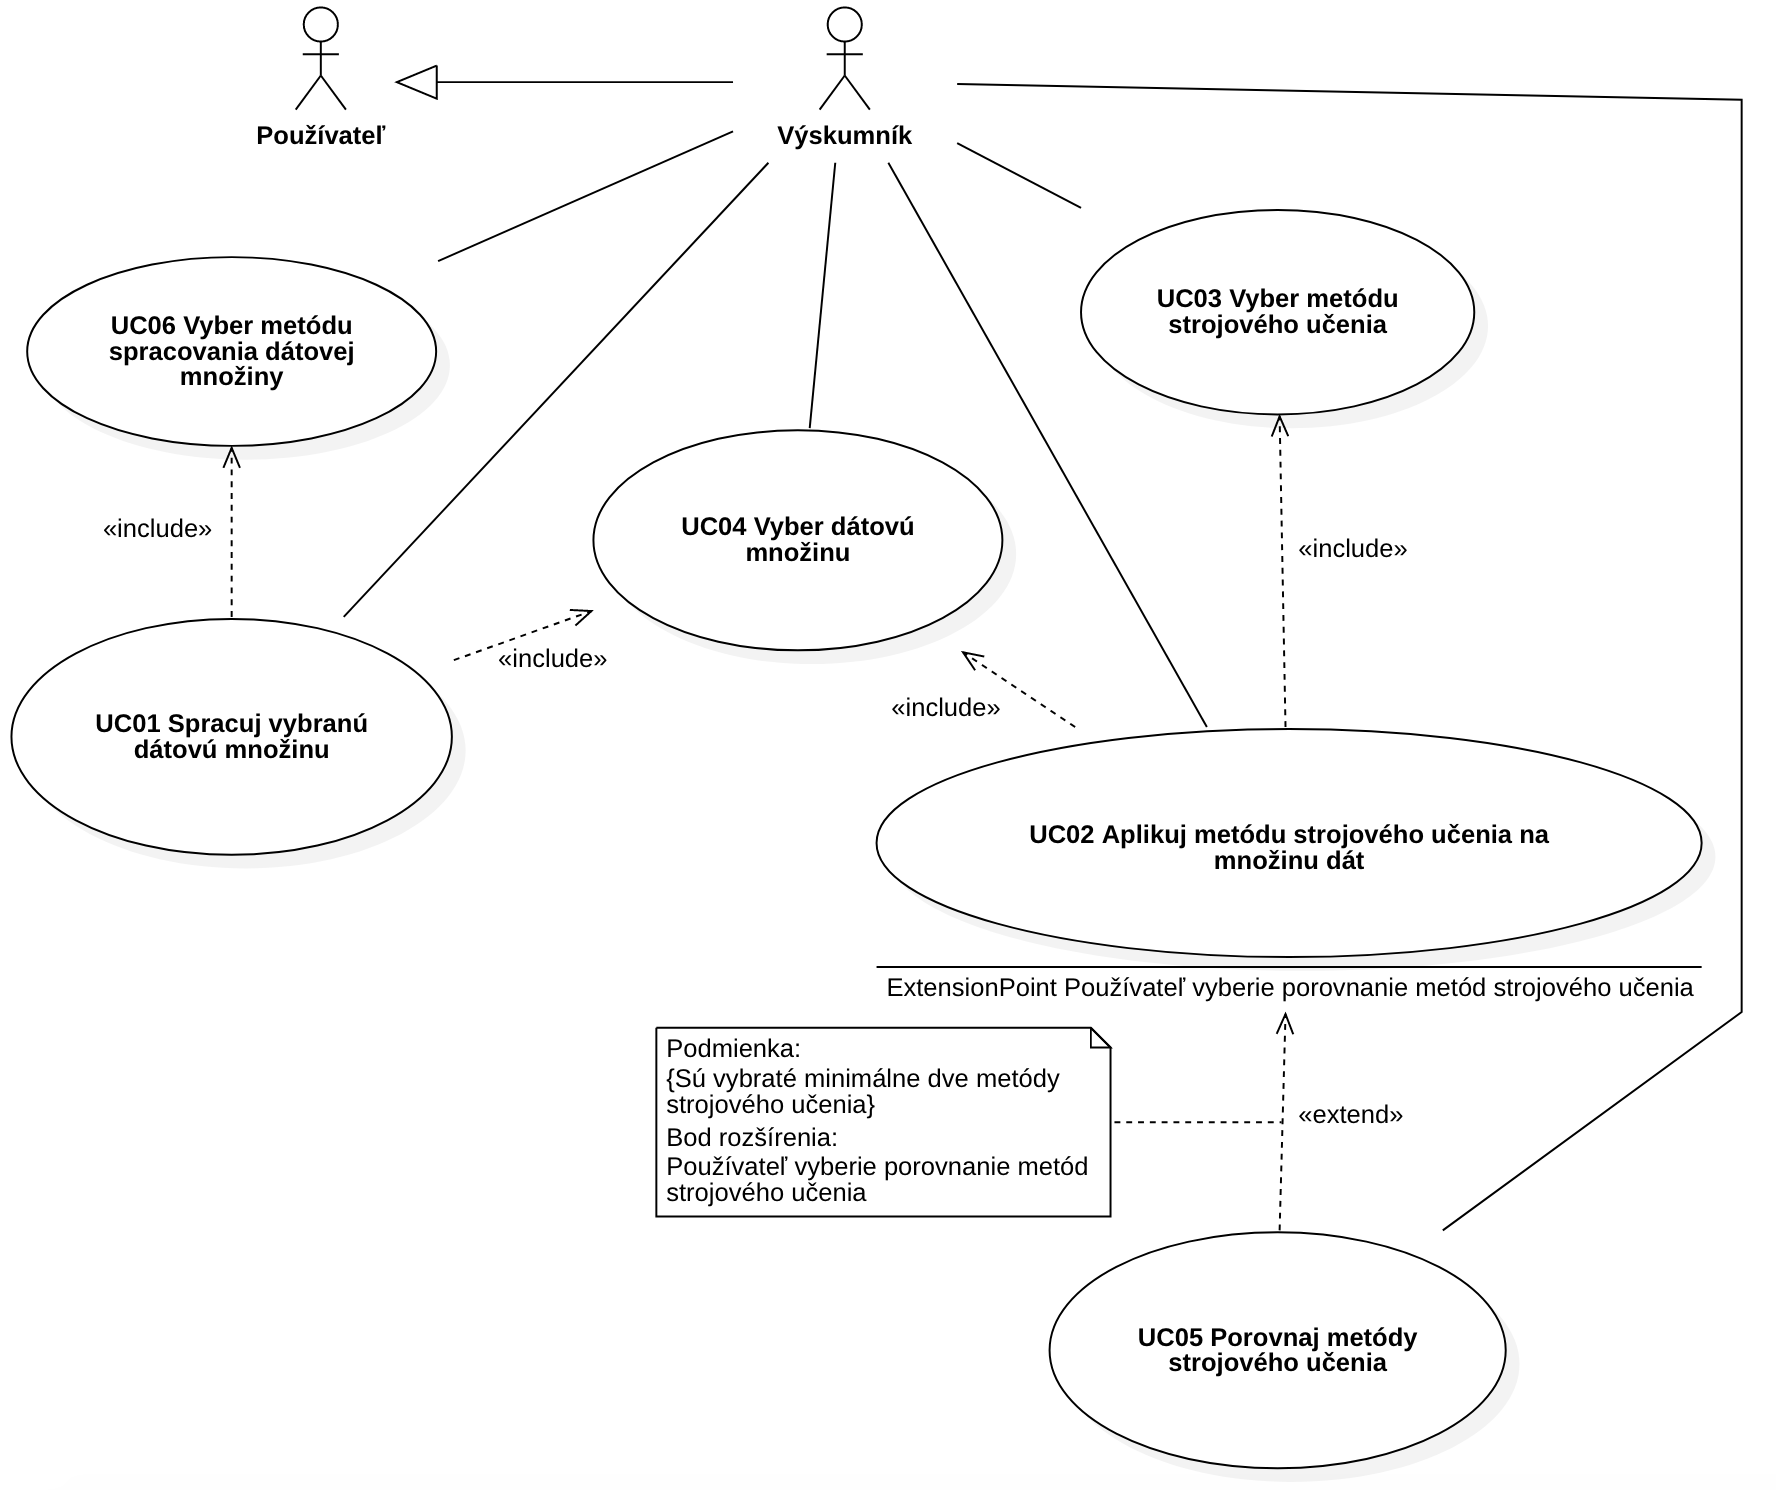 Používateľ
Výskumník
UC06 Vyber metódu
spracovania dátovej
množiny
UC03 Vyber metódu
strojového učenia
«include»
UC04 Vyber dátovú
množinu
«include»
«include»
«include»
UC01 Spracuj vybranú
dátovú množinu
UC02 Aplikuj metódu strojového učenia na
množinu dát
ExtensionPoint Používateľ vyberie porovnanie metód strojového učenia
Podmienka:
{Sú vybraté minimálne dve metódy
strojového učenia}
Bod rozšírenia:
Používateľ vyberie porovnanie metód
strojového učenia
«extend»
UC05 Porovnaj metódy
strojového učenia